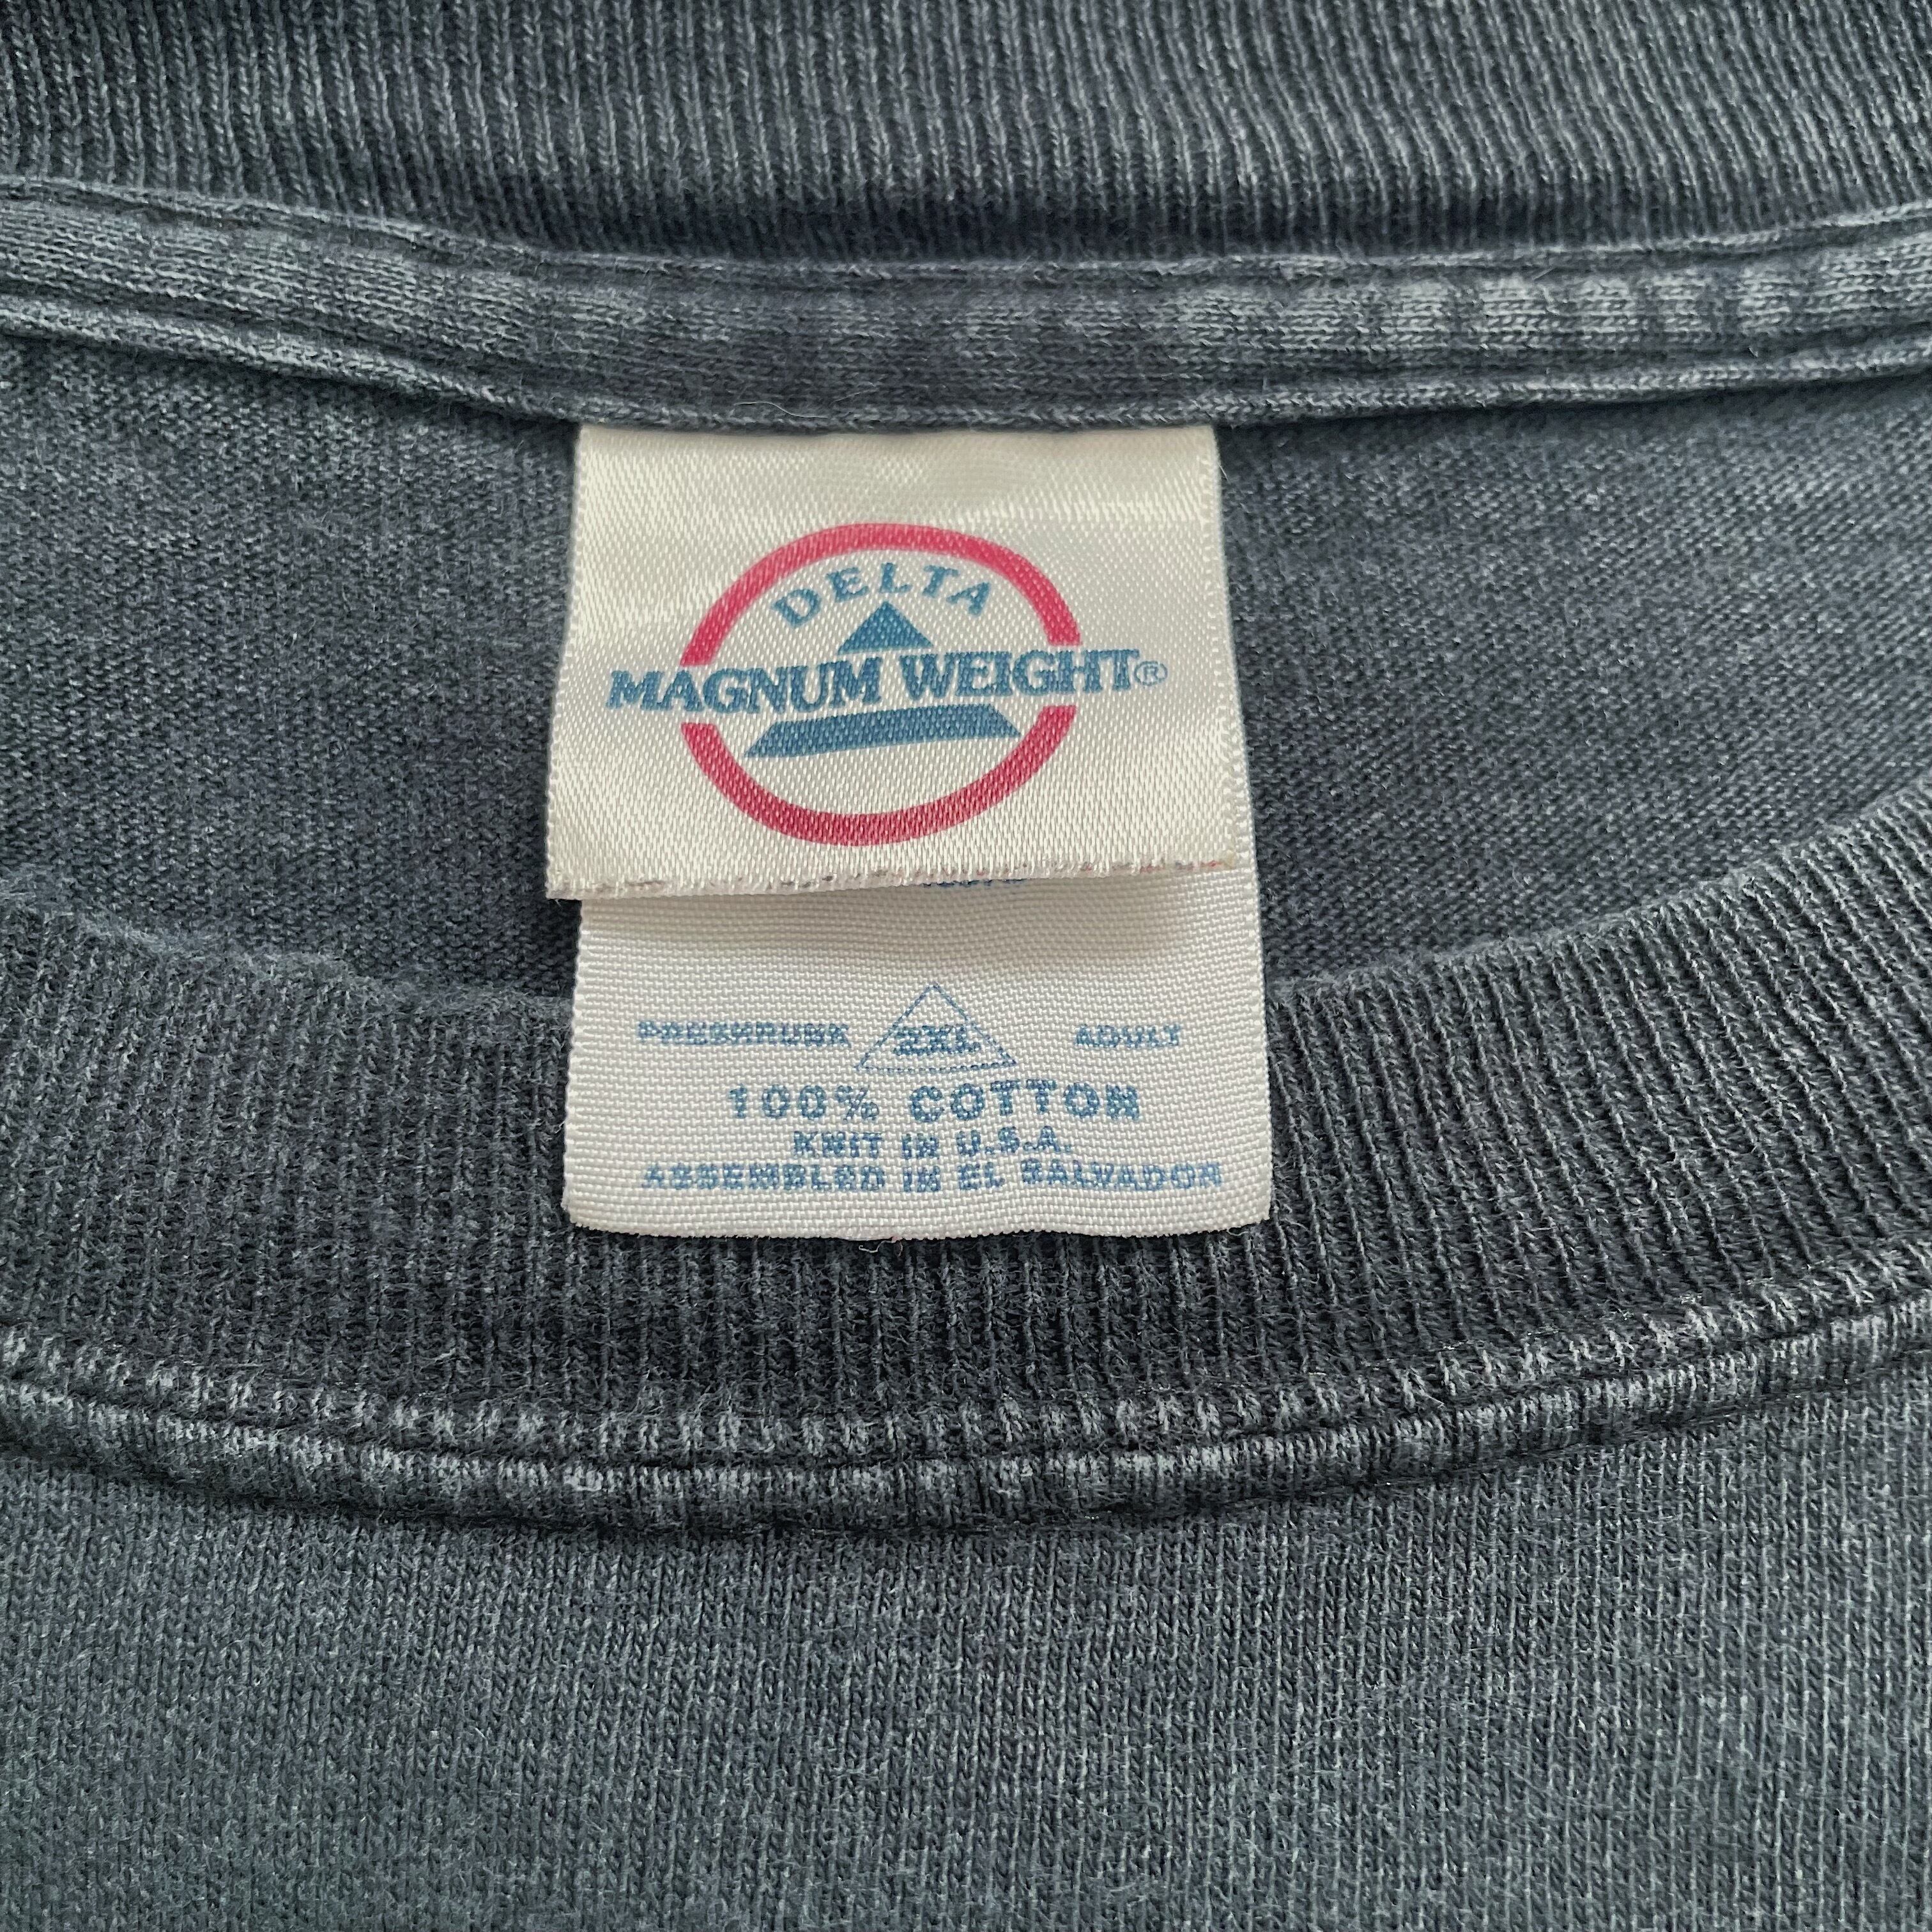 DELTA
MAGNUM WEIGHT®
PRESHRUNK 2XL ADULT
100% COTTON
KNIT IN U.S.A.
ASSEMBLED IN EL SALVADOR